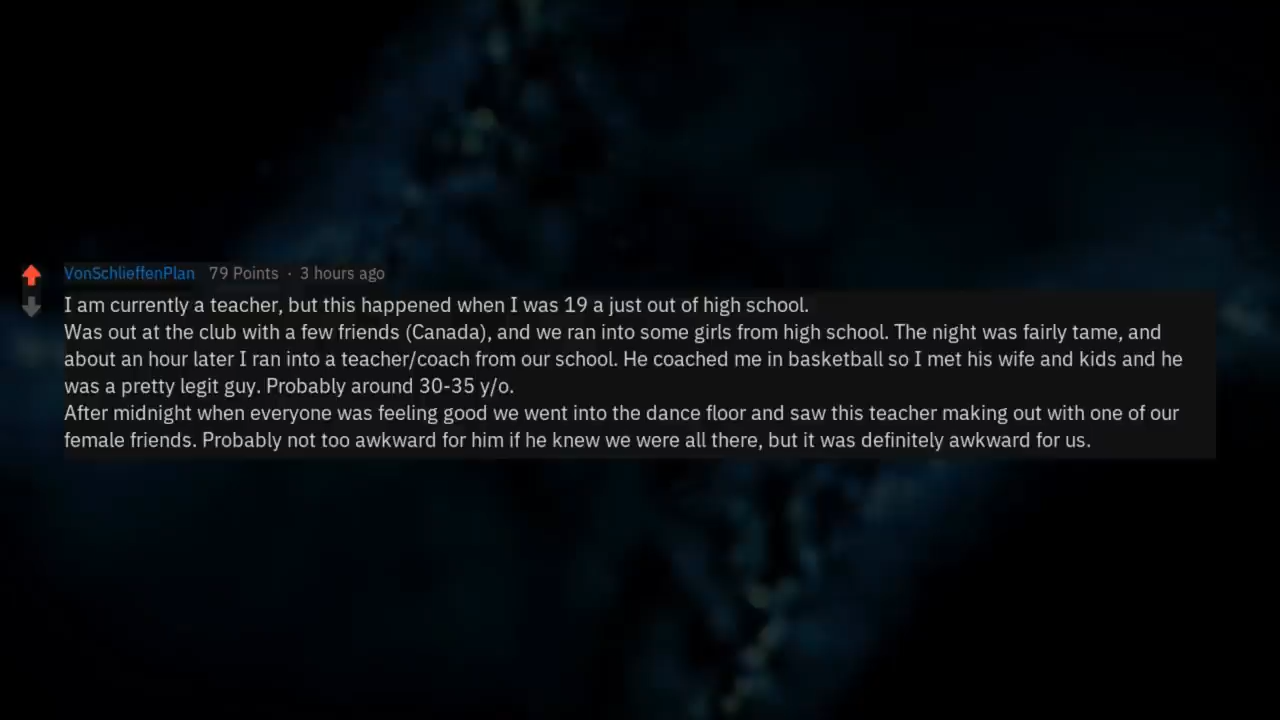 VonSchlieffenPlan 79 Points · 3 hours ago
I am currently a teacher, but this happened when I was 19 a just out of high school.
Was out at the club with a few friends (Canada), and we ran into some girls from high school. The night was fairly tame, and
about an hour later I ran into a teacher/coach from our school. He coached me in basketball so I met his wife and kids and he
was a pretty legit guy. Probably around 30-35 y/o.
After midnight when everyone was feeling good we went into the dance floor and saw this teacher making out with one of our
female friends. Probably not too awkward for him if he knew we were all there, but it was definitely awkward for us.